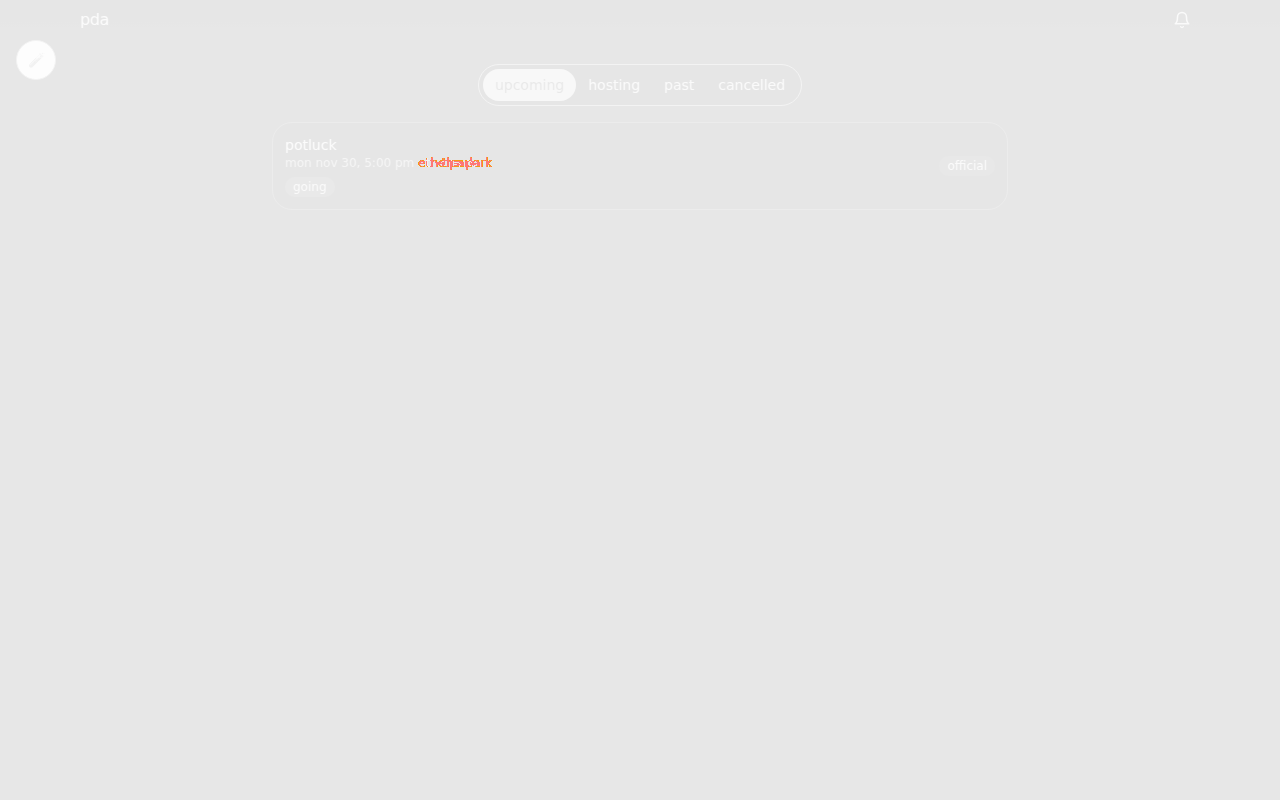 pda
upcoming hosting past cancelled
potluck
mon nov 30, 5:00 pm
official
going